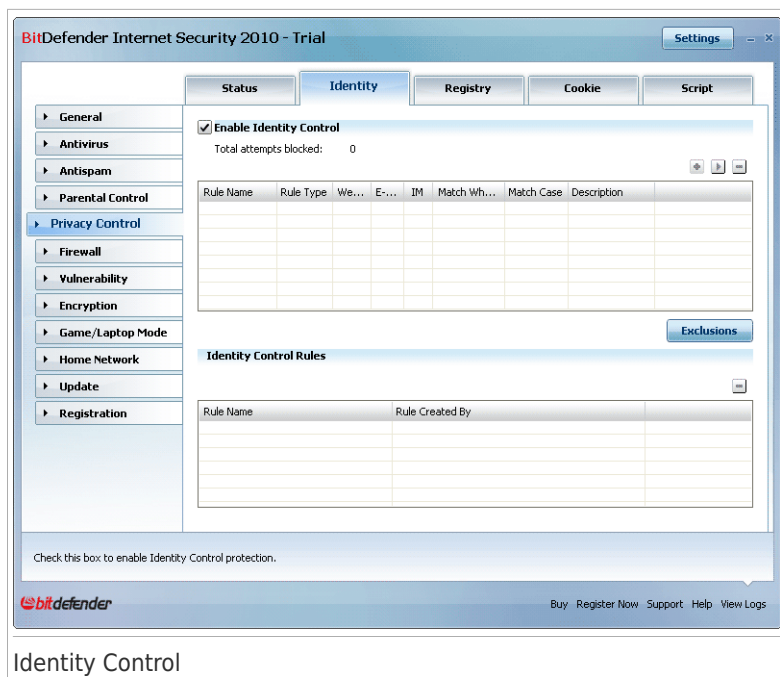 BitDefender Internet Security 2010 - Trial
Settings
Status
Identity
Registry
Cookie
Script
General
Antivirus
Antispam
Parental Control
Privacy Control
Firewall
Vulnerability
Encryption
Game/Laptop Mode
Home Network
Update
Registration
Enable Identity Control
Total attempts blocked: 0
Rule Name Rule Type We... E-... IM Match Wh... Match Case Description
Exclusions
Identity Control Rules
Rule Name Rule Created By
Check this box to enable Identity Control protection.
bitdefender
Buy Register Now Support Help View Logs
Identity Control